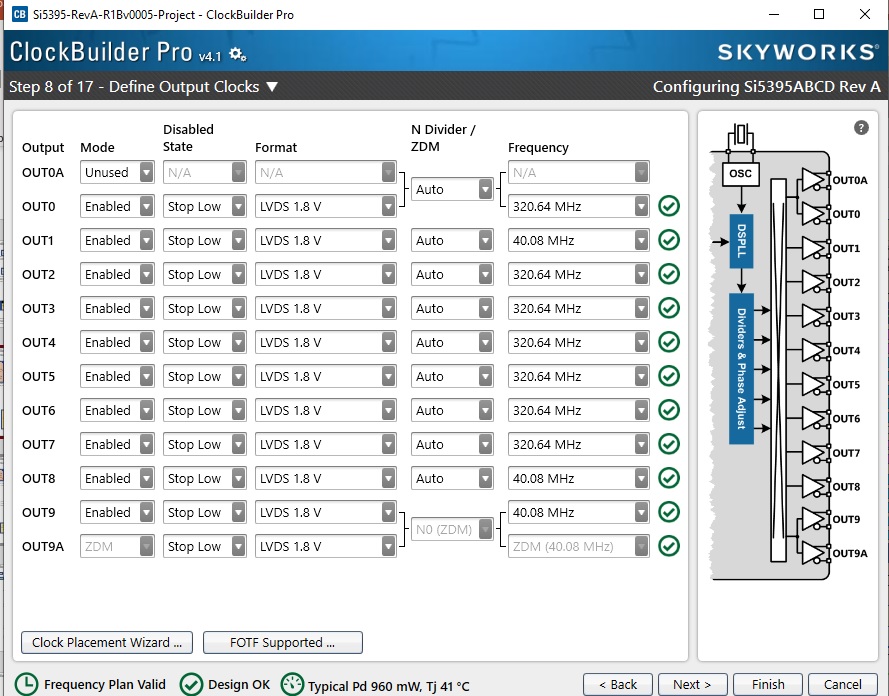 CB Si5395-RevA-R1Bv0005-Project - ClockBuilder Pro
ClockBuilder Pro v4.1
SKYWORKS®
Step 8 of 17 - Define Output Clocks ▼ Configuring Si5395ABCD Rev A
Output Mode Disabled State Format N Divider / ZDM Frequency
OUT0A Unused N/A N/A N/A
Auto
OUT0 Enabled Stop Low LVDS 1.8 V 320.64 MHz
OUT1 Enabled Stop Low LVDS 1.8 V Auto 40.08 MHz
OUT2 Enabled Stop Low LVDS 1.8 V Auto 320.64 MHz
OUT3 Enabled Stop Low LVDS 1.8 V Auto 320.64 MHz
OUT4 Enabled Stop Low LVDS 1.8 V Auto 320.64 MHz
OUT5 Enabled Stop Low LVDS 1.8 V Auto 320.64 MHz
OUT6 Enabled Stop Low LVDS 1.8 V Auto 320.64 MHz
OUT7 Enabled Stop Low LVDS 1.8 V Auto 320.64 MHz
OUT8 Enabled Stop Low LVDS 1.8 V Auto 40.08 MHz
OUT9 Enabled Stop Low LVDS 1.8 V 40.08 MHz
N0 (ZDM)
OUT9A ZDM Stop Low LVDS 1.8 V ZDM (40.08 MHz)
?
OSC
DSPLL
Dividers & Phase Adjust
OUT0A
OUT0
OUT1
OUT2
OUT3
OUT4
OUT5
OUT6
OUT7
OUT8
OUT9
OUT9A
Clock Placement Wizard ... FOTF Supported ...
Frequency Plan Valid Design OK Typical Pd 960 mW, Tj 41 °C < Back Next > Finish Cancel